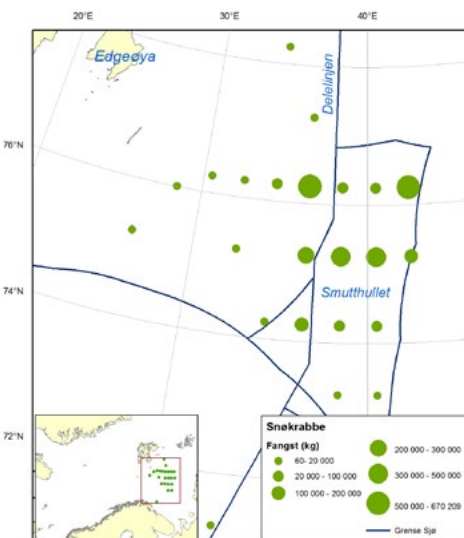 20°E 30°E 40°E
Edgeøya
Delelinjen
76°N
74°N
Smutthullet
72°N
Snøkrabbe
Fangst (kg)
60- 20 000
20 000 - 100 000
100 000 - 200 000
200 000 - 300 000
300 000 - 500 000
500 000 - 670 209
Grense Sjø